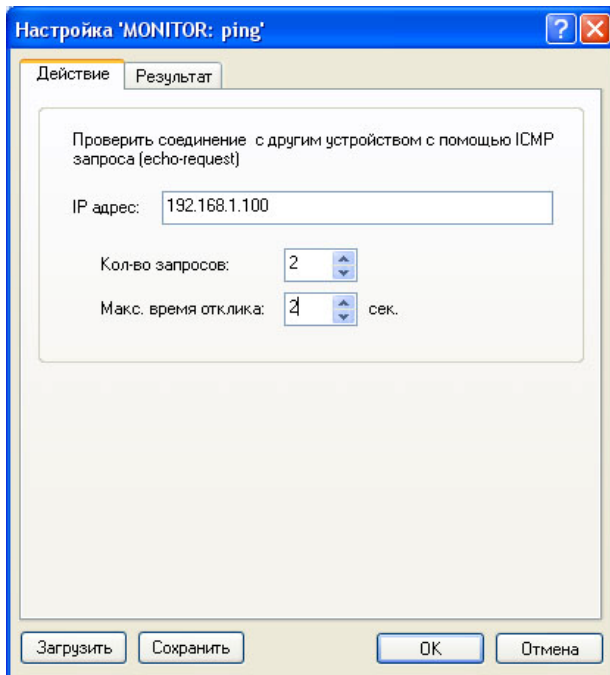 Настройка 'MONITOR: ping'
Действие
Результат
Проверить соединение с другим устройством с помощью ICMP
запроса (echo-request)
IP адрес: 192.168.1.100
Кол-во запросов: 2
Макс. время отклика: 2 сек.
Загрузить
Сохранить
OK
Отмена